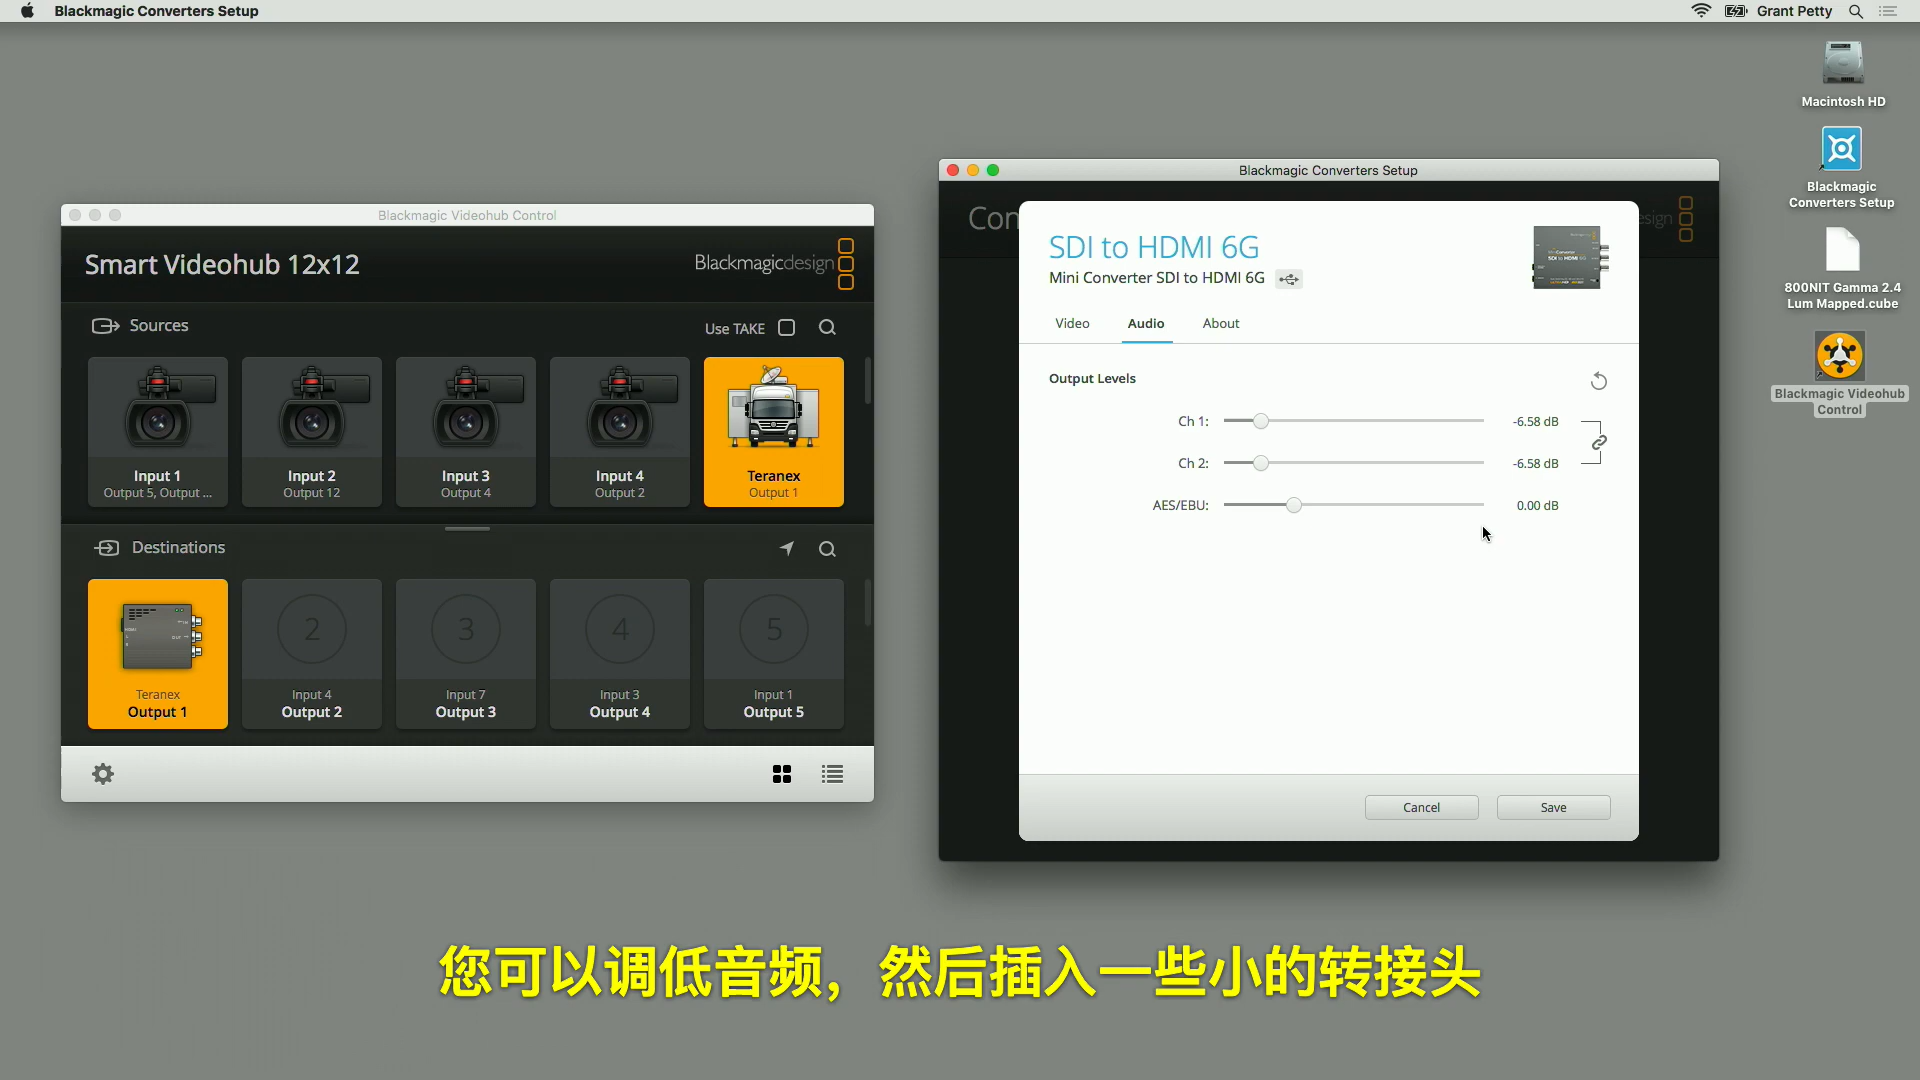 Blackmagic Converters Setup
Grant Petty
Macintosh HD
Blackmagic
Converters Setup
800NIT Gamma 2.4
Lum Mapped.cube
Blackmagic Videohub
Control
Blackmagic Videohub Control
Smart Videohub 12x12
Blackmagicdesign
Sources
Use TAKE
Input 1
Output 5, Output ...
Input 2
Output 12
Input 3
Output 4
Input 4
Output 2
Teranex
Output 1
Destinations
Teranex
Output 1
2
Input 4
Output 2
3
Input 7
Output 3
4
Input 3
Output 4
5
Input 1
Output 5
Blackmagic Converters Setup
Con
esign
SDI to HDMI 6G
Mini Converter SDI to HDMI 6G
Video
Audio
About
Output Levels
Ch 1:
-6.58 dB
Ch 2:
-6.58 dB
AES/EBU:
0.00 dB
Cancel
Save
您可以调低音频，然后插入一些小的转接头